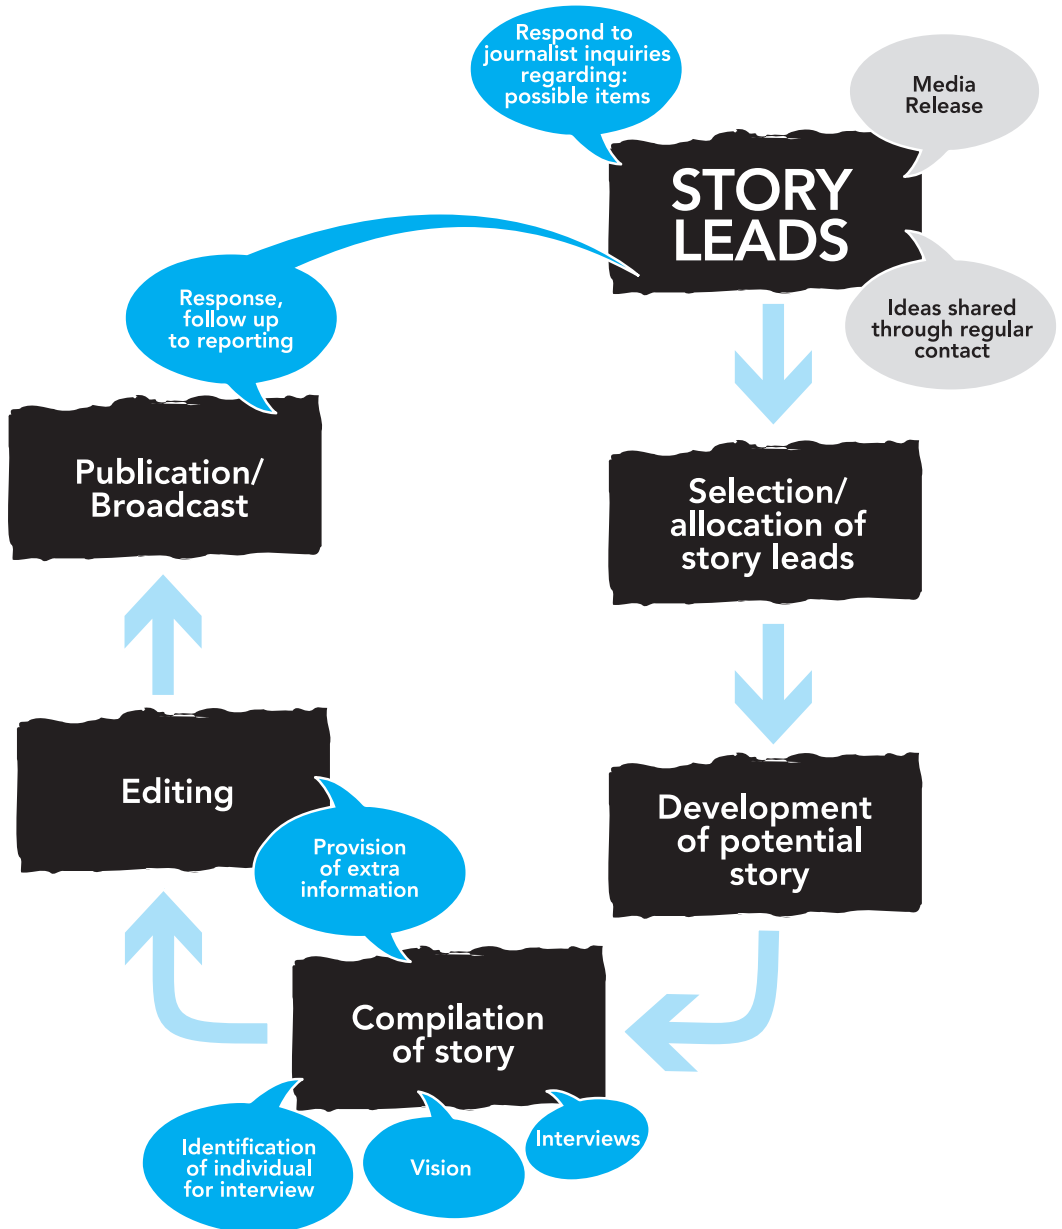 Respond to
journalist inquiries
regarding:
possible items
Media
Release
STORY
LEADS
Ideas shared
through regular
contact
Response,
follow up
to reporting
Publication/
Broadcast
Selection/
allocation of
story leads
Editing
Development
of potential
story
Provision
of extra
information
Compilation
of story
Identification
of individual
for interview
Vision
Interviews